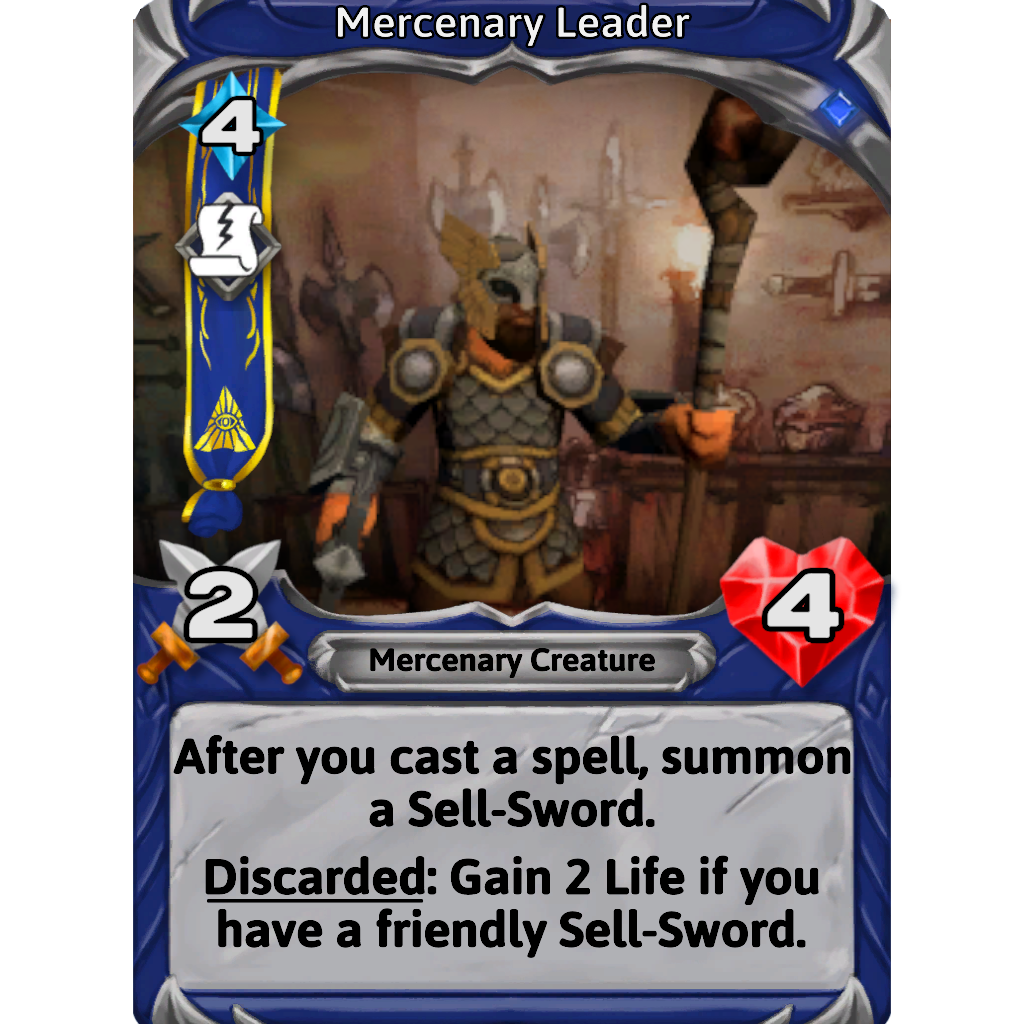 Mercenary Leader
4
2
4
Mercenary Creature
After you cast a spell, summon
a Sell-Sword.
Discarded: Gain 2 Life if you
have a friendly Sell-Sword.